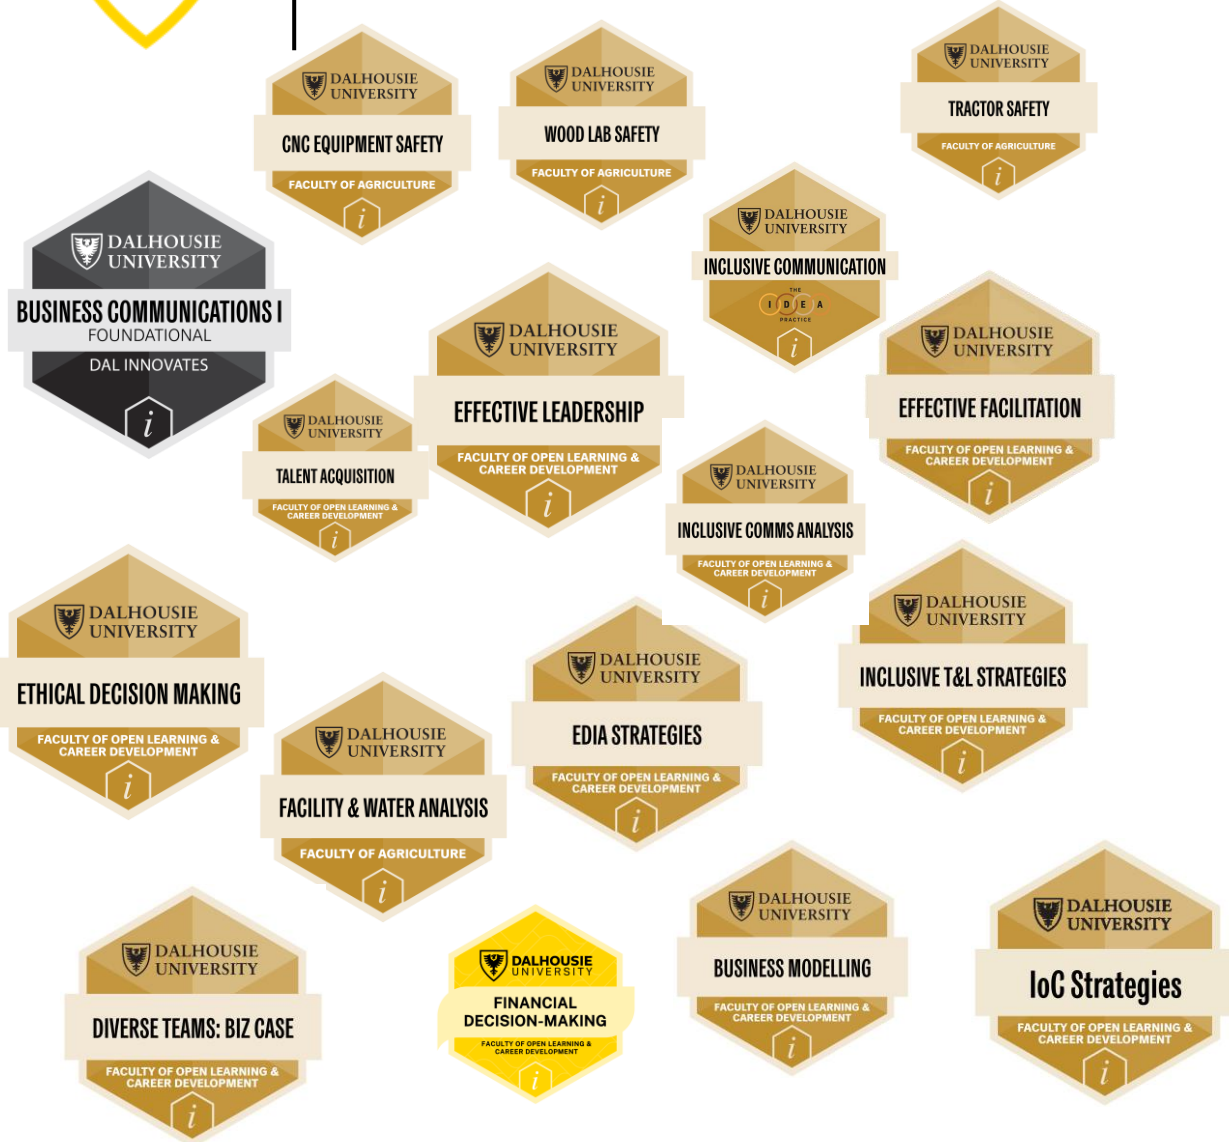 DALHOUSIE
UNIVERSITY
CNC EQUIPMENT SAFETY
FACULTY OF AGRICULTURE
i
DALHOUSIE
UNIVERSITY
WOOD LAB SAFETY
FACULTY OF AGRICULTURE
i
DALHOUSIE
UNIVERSITY
TRACTOR SAFETY
FACULTY OF AGRICULTURE
i
DALHOUSIE
UNIVERSITY
BUSINESS COMMUNICATIONS I
FOUNDATIONAL
DAL INNOVATES
i
DALHOUSIE
UNIVERSITY
INCLUSIVE COMMUNICATION
THE
IDEA
PRACTICE
i
DALHOUSIE
UNIVERSITY
EFFECTIVE LEADERSHIP
FACULTY OF OPEN LEARNING &
CAREER DEVELOPMENT
i
DALHOUSIE
UNIVERSITY
EFFECTIVE FACILITATION
FACULTY OF OPEN LEARNING &
CAREER DEVELOPMENT
i
DALHOUSIE
UNIVERSITY
TALENT ACQUISITION
FACULTY OF OPEN LEARNING &
CAREER DEVELOPMENT
i
DALHOUSIE
UNIVERSITY
INCLUSIVE COMMS ANALYSIS
FACULTY OF OPEN LEARNING &
CAREER DEVELOPMENT
i
DALHOUSIE
UNIVERSITY
ETHICAL DECISION MAKING
FACULTY OF OPEN LEARNING &
CAREER DEVELOPMENT
i
DALHOUSIE
UNIVERSITY
FACILITY & WATER ANALYSIS
FACULTY OF AGRICULTURE
i
DALHOUSIE
UNIVERSITY
EDIA STRATEGIES
FACULTY OF OPEN LEARNING &
CAREER DEVELOPMENT
i
DALHOUSIE
UNIVERSITY
INCLUSIVE T&L STRATEGIES
FACULTY OF OPEN LEARNING &
CAREER DEVELOPMENT
i
DALHOUSIE
UNIVERSITY
DIVERSE TEAMS: BIZ CASE
FACULTY OF OPEN LEARNING &
CAREER DEVELOPMENT
i
DALHOUSIE
UNIVERSITY
FINANCIAL
DECISION-MAKING
FACULTY OF OPEN LEARNING &
CAREER DEVELOPMENT
i
DALHOUSIE
UNIVERSITY
BUSINESS MODELLING
FACULTY OF OPEN LEARNING &
CAREER DEVELOPMENT
i
DALHOUSIE
UNIVERSITY
IoC Strategies
FACULTY OF OPEN LEARNING &
CAREER DEVELOPMENT
i